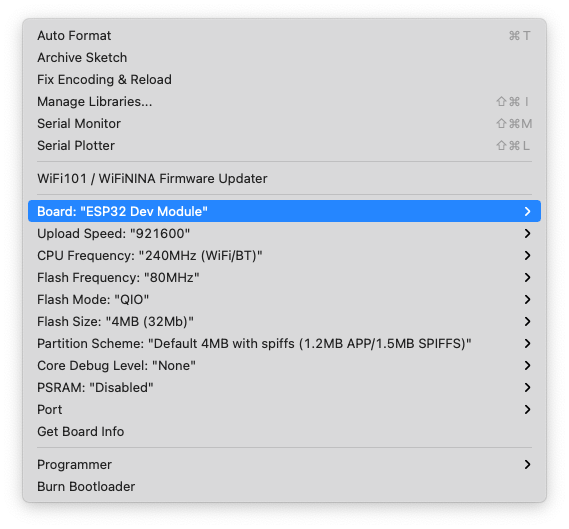 Auto Format ⌘T
Archive Sketch
Fix Encoding & Reload
Manage Libraries... ⇧⌘I
Serial Monitor ⇧⌘M
Serial Plotter ⇧⌘L
WiFi101 / WiFiNINA Firmware Updater
Board: "ESP32 Dev Module"
Upload Speed: "921600"
CPU Frequency: "240MHz (WiFi/BT)"
Flash Frequency: "80MHz"
Flash Mode: "QIO"
Flash Size: "4MB (32Mb)"
Partition Scheme: "Default 4MB with spiffs (1.2MB APP/1.5MB SPIFFS)"
Core Debug Level: "None"
PSRAM: "Disabled"
Port
Get Board Info
Programmer
Burn Bootloader